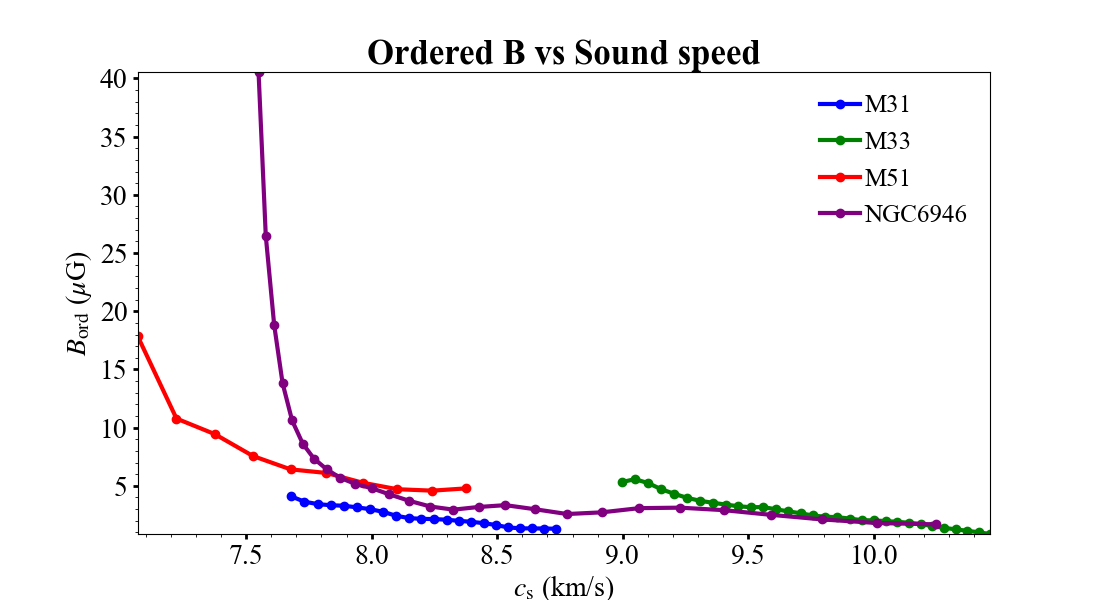 Ordered B vs Sound speed
40
35
30
25
20
15
10
5
B_ord (μG)
M31
M33
M51
NGC6946
7.5 8.0 8.5 9.0 9.5 10.0
c_s (km/s)